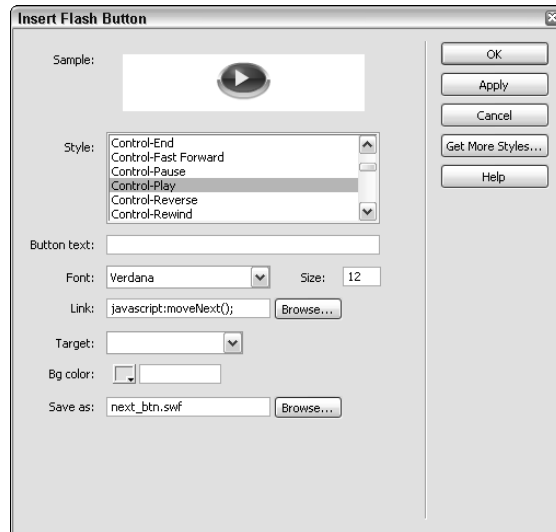 Insert Flash Button
Sample:
OK
Apply
Cancel
Get More Styles...
Help
Style:
Control-End
Control-Fast Forward
Control-Pause
Control-Play
Control-Reverse
Control-Rewind
Button text:
Font: Verdana Size: 12
Link: javascript:moveNext(); Browse...
Target:
Bg color:
Save as: next_btn.swf Browse...